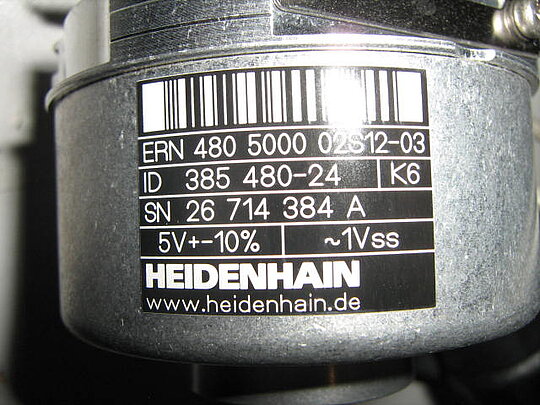 ERN 480 5000 02S12-03
ID 385 480-24 K6
SN 26 714 384 A
5V+-10% ~1Vss
HEIDENHAIN
www.heidenhain.de